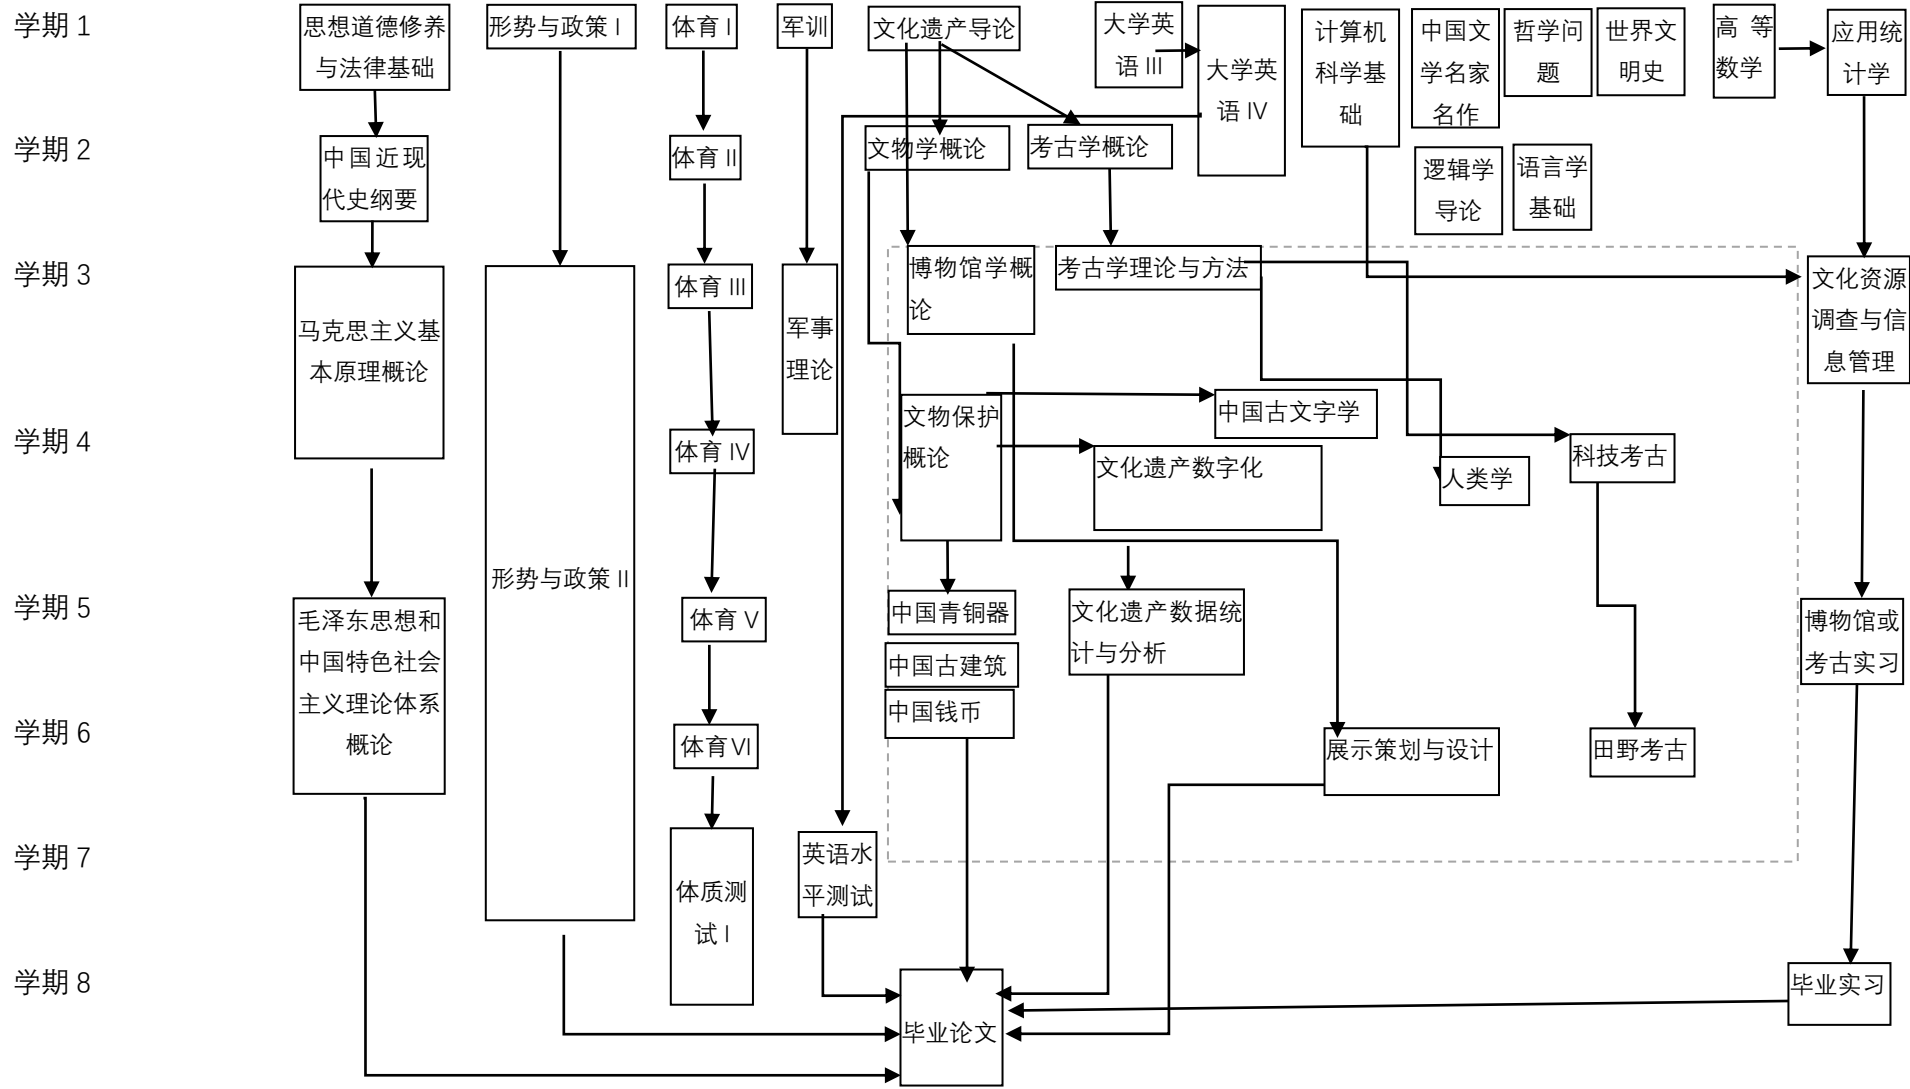 学期 1
思想道德修养
与法律基础
形势与政策 I
体育 I
军训
文化遗产导论
大学英
语 III
大学英
语 IV
计算机
科学基
础
中国文
学名家
名作
哲学问
题
世界文
明史
高 等
数学
应用统
计学
学期 2
中国近现
代史纲要
体育 II
文物学概论
考古学概论
逻辑学
导论
语言学
基础
学期 3
马克思主义基
本原理概论
形势与政策 II
体育 III
军事
理论
博物馆学概
论
考古学理论与方法
文化资源
调查与信
息管理
学期 4
体育 IV
文物保护
概论
中国古文字学
文化遗产数字化
人类学
科技考古
学期 5
毛泽东思想和
中国特色社会
主义理论体系
概论
体育 V
中国青铜器
中国古建筑
中国钱币
文化遗产数据统
计与分析
博物馆或
考古实习
学期 6
体育 VI
展示策划与设计
田野考古
学期 7
体质测
试 I
英语水
平测试
学期 8
毕业论文
毕业实习